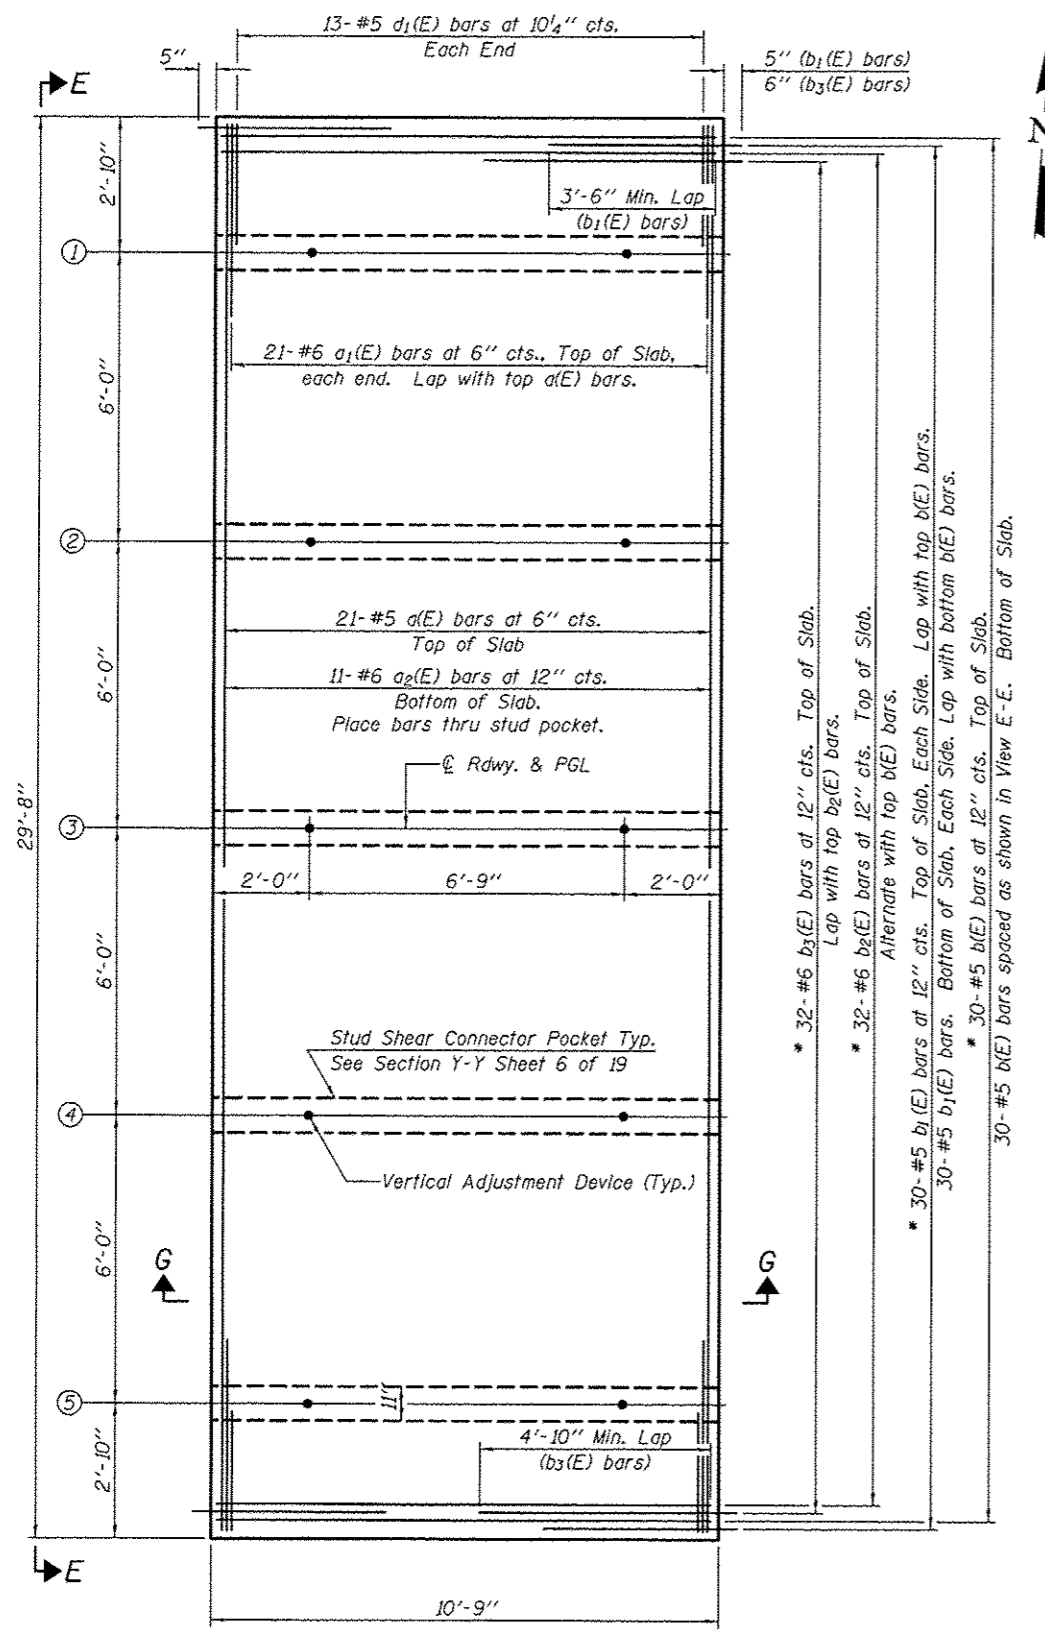 13-#5 d₁(E) bars at 10¼" cts.
Each End
5"
5" (b₁(E) bars)
6" (b₃(E) bars)
E
N
2'-10"
3'-6" Min. Lap
(b₁(E) bars)
1
21-#6 a₁(E) bars at 6" cts., Top of Slab,
each end. Lap with top a(E) bars.
6'-0"
2
21-#5 a(E) bars at 6" cts.
Top of Slab
11-#6 a₂(E) bars at 12" cts.
Bottom of Slab.
Place bars thru stud pocket.
6'-0"
℄ Rdwy. & PGL
29'-8"
3
2'-0"
6'-9"
2'-0"
6'-0"
Stud Shear Connector Pocket Typ.
See Section Y-Y Sheet 6 of 19
4
Vertical Adjustment Device (Typ.)
6'-0"
G
G
5
11"
4'-10" Min. Lap
(b₃(E) bars)
2'-10"
E
10'-9"
* 32-#6 b₃(E) bars at 12" cts. Top of Slab.
Lap with top b₂(E) bars.
* 32-#6 b₂(E) bars at 12" cts. Top of Slab.
Alternate with top b(E) bars.
* 30-#5 b₁(E) bars at 12" cts. Top of Slab. Each Side. Lap with top b(E) bars.
30-#5 b₁(E) bars. Bottom of Slab. Each Side. Lap with bottom b(E) bars.
* 30-#5 b(E) bars at 12" cts. Top of Slab.
30-#5 b(E) bars spaced as shown in View E-E. Bottom of Slab.